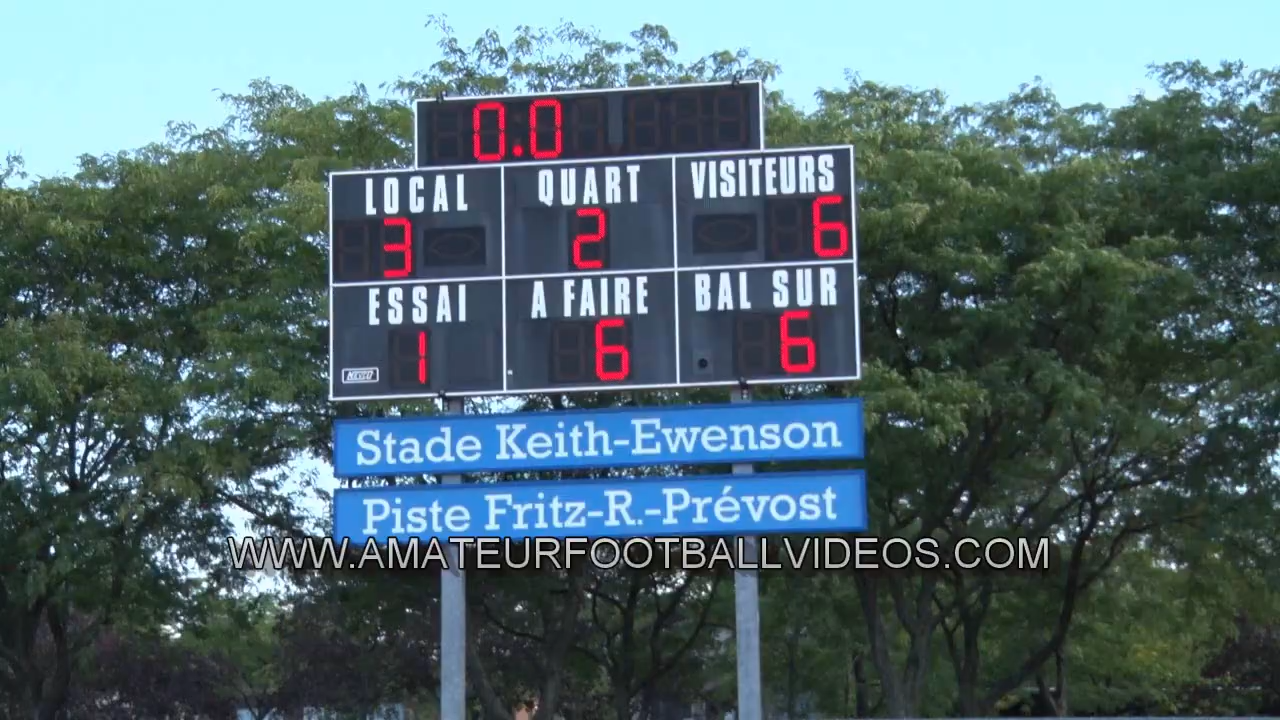 0.0
LOCAL QUART VISITEURS
3 2 6
ESSAI A FAIRE BAL SUR
1 6 6
Stade Keith-Ewenson
Piste Fritz-R.-Prévost
WWW.AMATEURFOOTBALLVIDEOS.COM